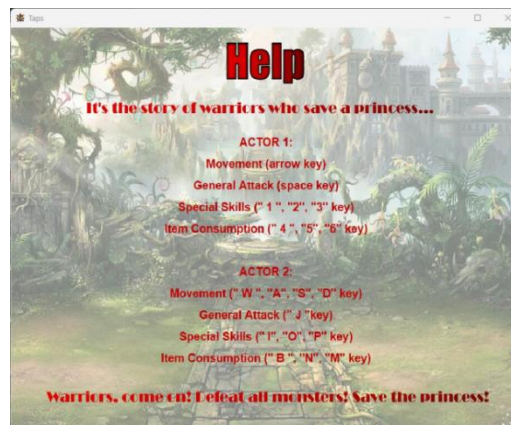 Taps
Help
It's the story of warriors who save a princess...
ACTOR 1:
Movement (arrow key)
General Attack (space key)
Special Skills (" 1 ", "2", "3" key)
Item Consumption (" 4 ", "5", "6" key)
ACTOR 2:
Movement (" W ", "A", "S", "D" key)
General Attack (" J "key)
Special Skills (" I", "O", "P" key)
Item Consumption (" B ", "N", "M" key)
Warriors, come on! Defeat all monsters! Save the princess!